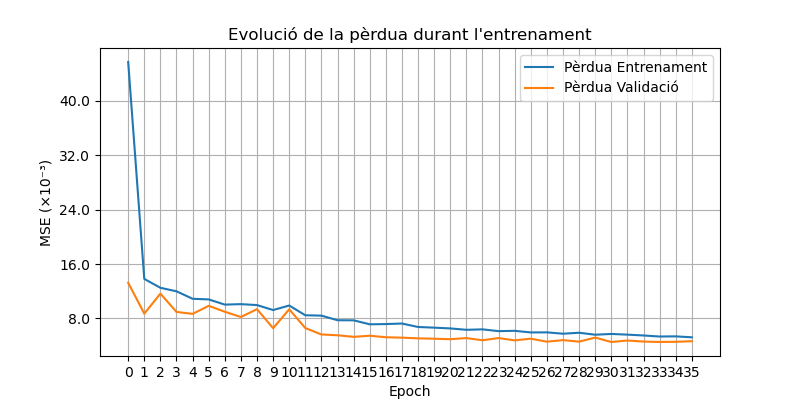 Evolució de la pèrdua durant l'entrenament
Pèrdua Entrenament
Pèrdua Validació
40.0
32.0
24.0
16.0
8.0
MSE (×10⁻³)
0 1 2 3 4 5 6 7 8 9 10 11 12 13 14 15 16 17 18 19 20 21 22 23 24 25 26 27 28 29 30 31 32 33 34 35
Epoch